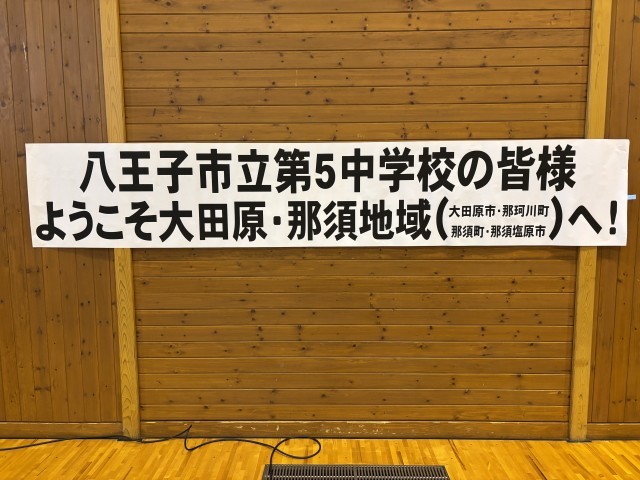 八王子市立第5中学校の皆様
ようこそ大田原・那須地域(大田原市・那珂川町
那須町・那須塩原市)へ!